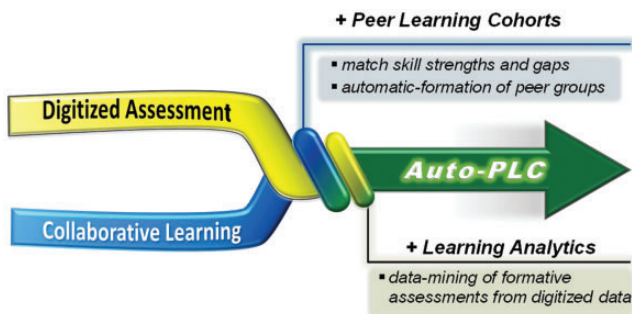 + Peer Learning Cohorts
▪ match skill strengths and gaps
▪ automatic-formation of peer groups
Digitized Assessment
Auto-PLC
Collaborative Learning
+ Learning Analytics
▪ data-mining of formative
assessments from digitized data